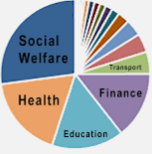 Social
Welfare
Transport
Health
Finance
Education